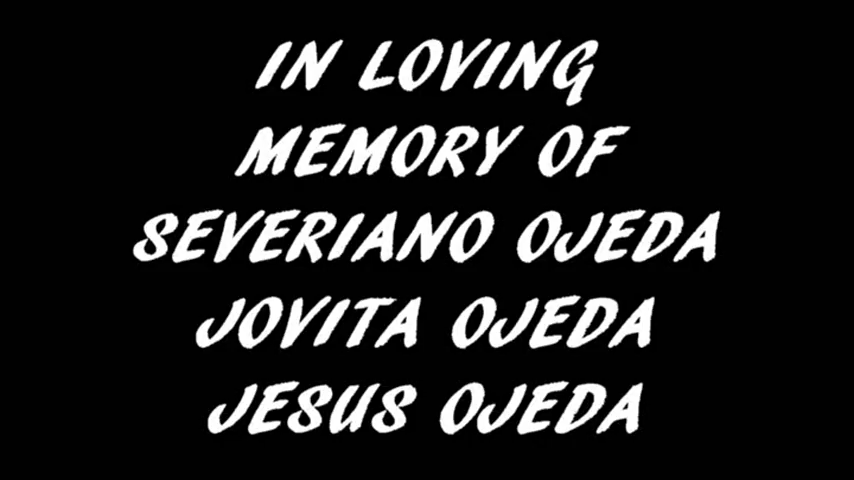 IN LOVING
MEMORY OF
SEVERIANO OJEDA
JOVITA OJEDA
JESUS OJEDA